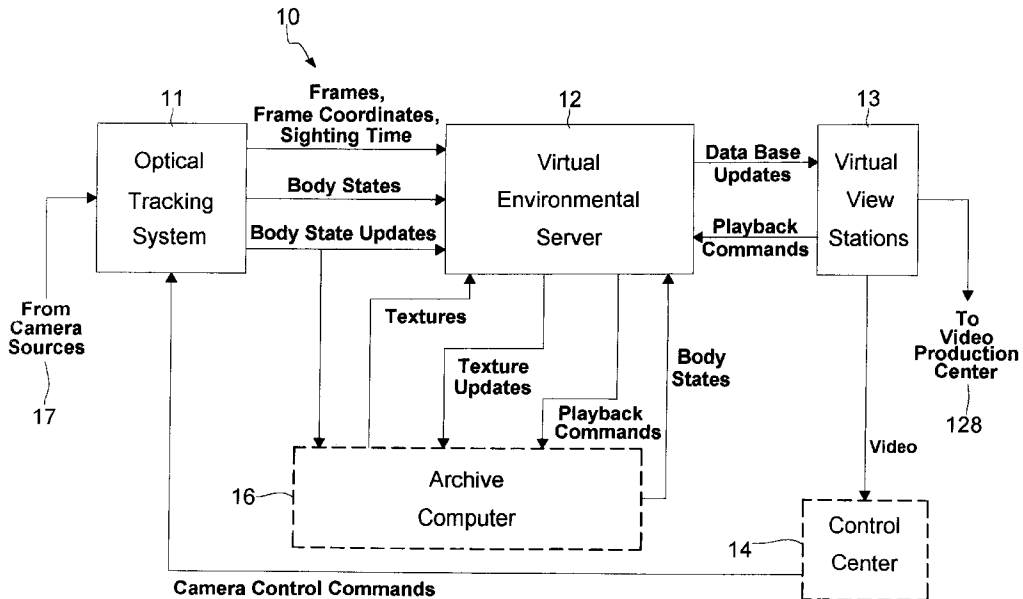 10
11
Optical
Tracking
System
Frames,
Frame Coordinates,
Sighting Time
Body States
Body State Updates
12
Virtual
Environmental
Server
Data Base
Updates
Playback
Commands
13
Virtual
View
Stations
From
Camera
Sources
17
Textures
Texture
Updates
Playback
Commands
Body
States
To
Video
Production
Center
128
Video
16
Archive
Computer
14
Control
Center
Camera Control Commands